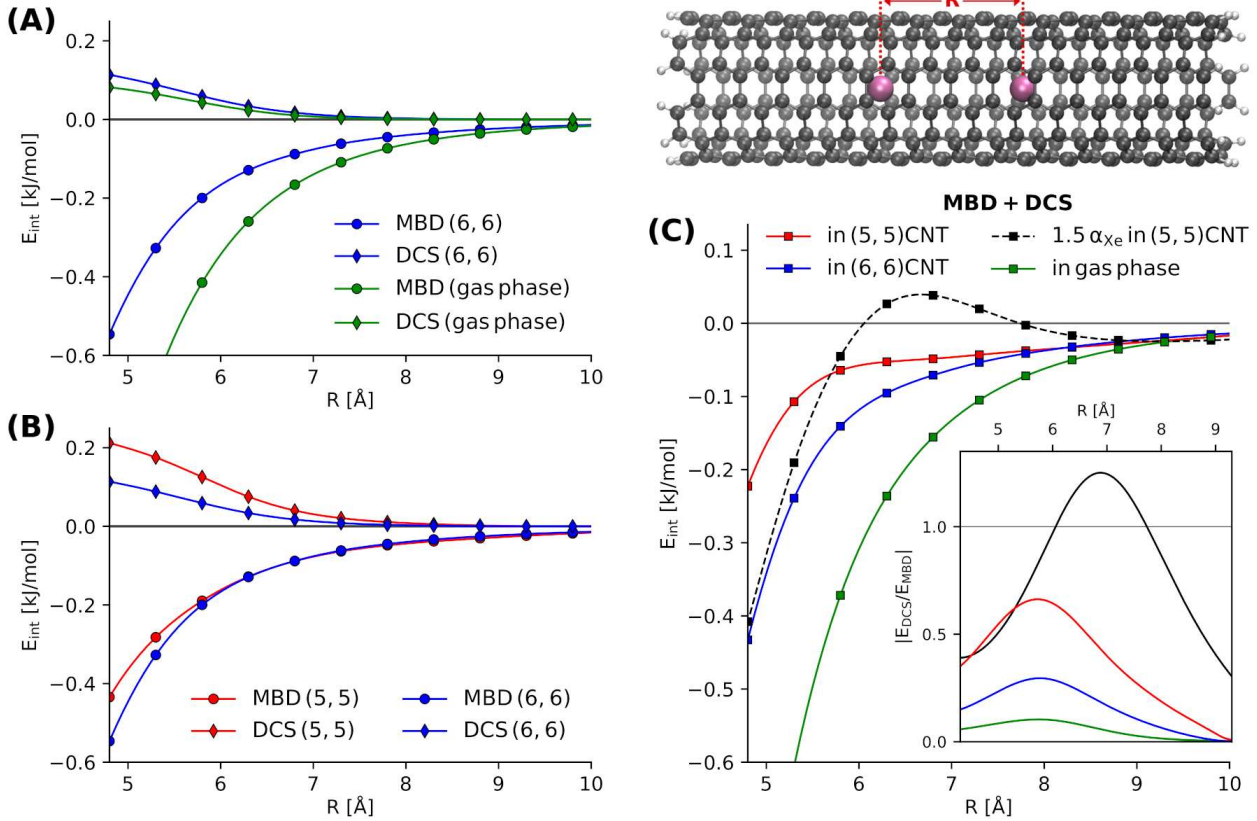 (A)
0.2
0.0
−0.2
−0.4
−0.6
E_int [kJ/mol]
MBD (6, 6)
DCS (6, 6)
MBD (gas phase)
DCS (gas phase)
5 6 7 8 9 10
R [Å]
(B)
0.2
0.0
−0.2
−0.4
−0.6
E_int [kJ/mol]
MBD (5, 5) MBD (6, 6)
DCS (5, 5) DCS (6, 6)
5 6 7 8 9 10
R [Å]
R
MBD + DCS
(C)
in (5, 5)CNT 1.5 α_Xe in (5, 5)CNT
in (6, 6)CNT in gas phase
0.1
0.0
−0.1
−0.2
−0.3
−0.4
−0.5
−0.6
E_int [kJ/mol]
5 6 7 8 9 10
R [Å]
R [Å]
5 6 7 8 9
1.0
0.5
0.0
|E_DCS/E_MBD|